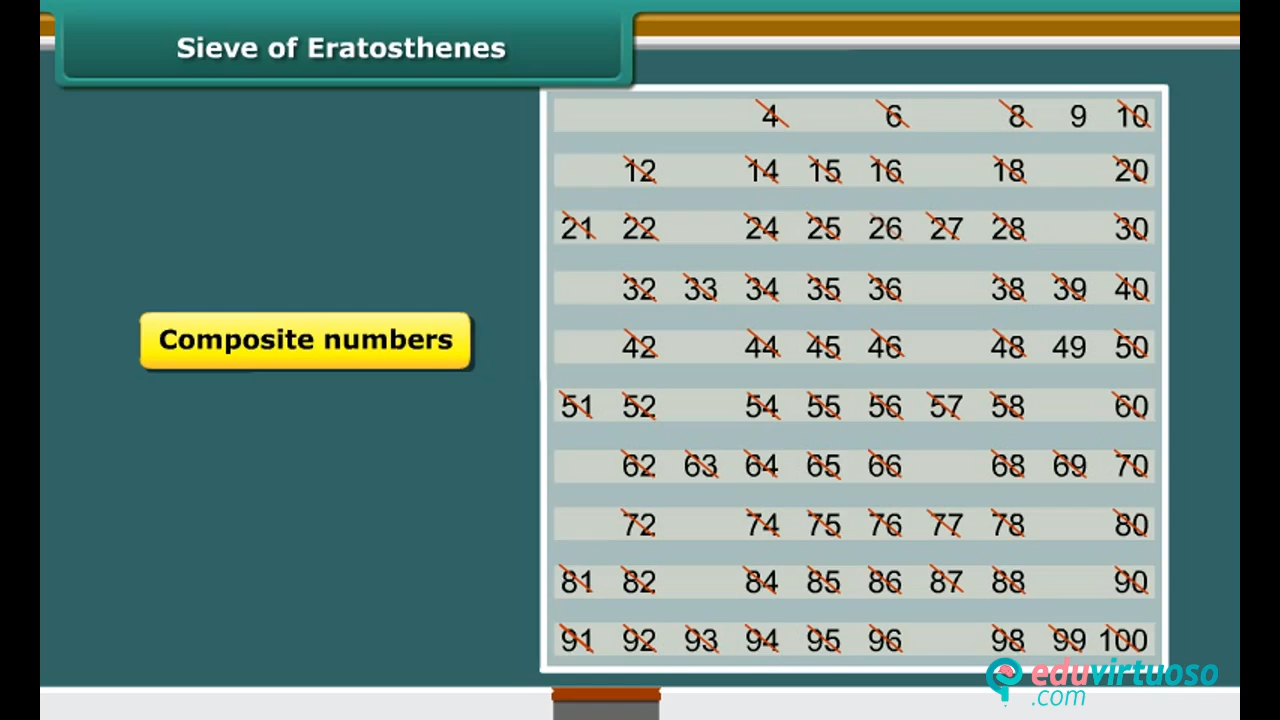 Sieve of Eratosthenes
4 6 8 9 10
12 14 15 16 18 20
21 22 24 25 26 27 28 30
32 33 34 35 36 38 39 40
Composite numbers
42 44 45 46 48 49 50
51 52 54 55 56 57 58 60
62 63 64 65 66 68 69 70
72 74 75 76 77 78 80
81 82 84 85 86 87 88 90
91 92 93 94 95 96 98 99 100
eduvirtuoso
.com